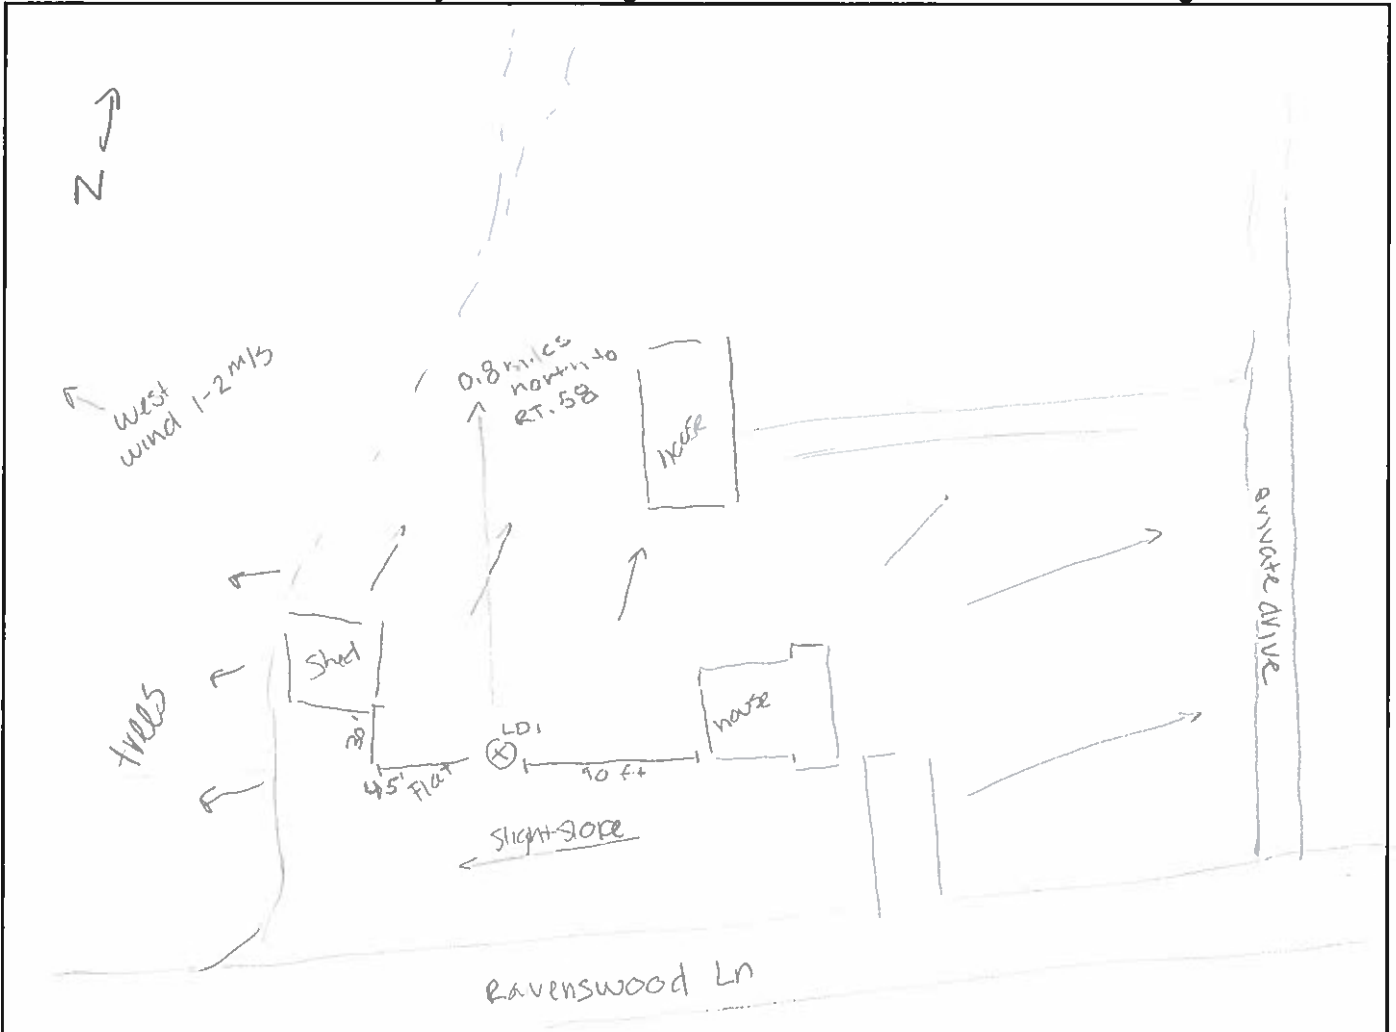 N
0.8 miles
north to
RT. 58
west
wind 1-2 m/s
house
private drive
Shed
trees
30'
LD1
house
45' Flat
90 ft
slight slope
Ravenswood Ln